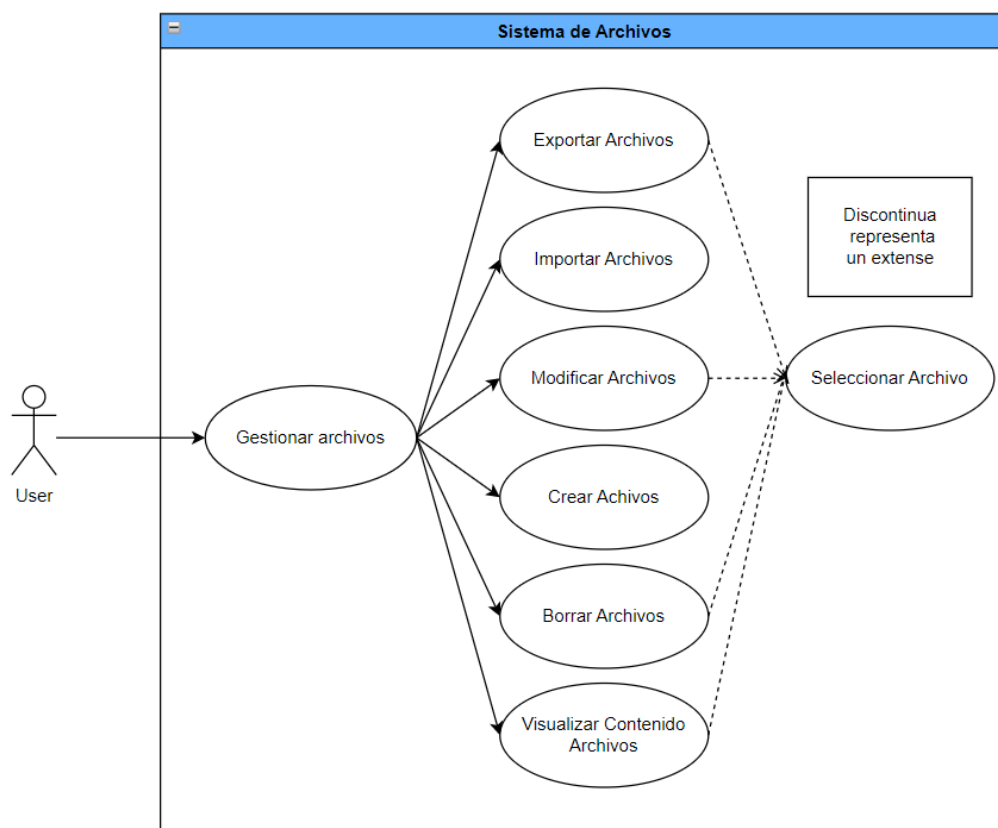 Sistema de Archivos
Exportar Archivos
Importar Archivos
Discontinua
representa
un extense
Modificar Archivos
Seleccionar Archivo
Gestionar archivos
User
Crear Achivos
Borrar Archivos
Visualizar Contenido
Archivos